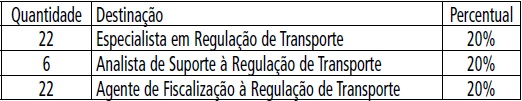 Quantidade Destinação Percentual
22 Especialista em Regulação de Transporte 20%
6 Analista de Suporte à Regulação de Transporte 20%
22 Agente de Fiscalização à Regulação de Transporte 20%